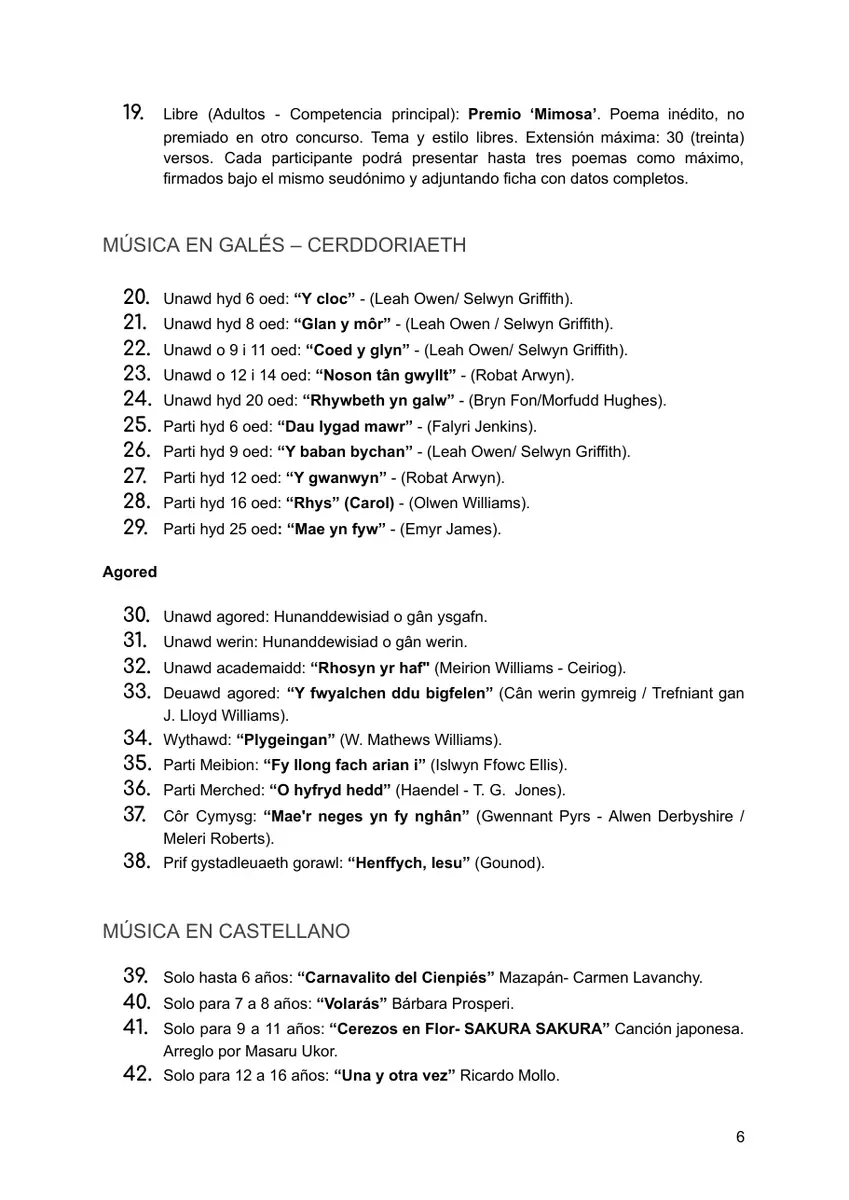 19. Libre (Adultos - Competencia principal): Premio ‘Mimosa’. Poema inédito, no
premiado en otro concurso. Tema y estilo libres. Extensión máxima: 30 (treinta)
versos. Cada participante podrá presentar hasta tres poemas como máximo,
firmados bajo el mismo seudónimo y adjuntando ficha con datos completos.
MÚSICA EN GALÉS – CERDDORIAETH
20. Unawd hyd 6 oed: “Y cloc” - (Leah Owen/ Selwyn Griffith).
21. Unawd hyd 8 oed: “Glan y môr” - (Leah Owen / Selwyn Griffith).
22. Unawd o 9 i 11 oed: “Coed y glyn” - (Leah Owen/ Selwyn Griffith).
23. Unawd o 12 i 14 oed: “Noson tân gwyllt” - (Robat Arwyn).
24. Unawd hyd 20 oed: “Rhywbeth yn galw” - (Bryn Fon/Morfudd Hughes).
25. Parti hyd 6 oed: “Dau lygad mawr” - (Falyri Jenkins).
26. Parti hyd 9 oed: “Y baban bychan” - (Leah Owen/ Selwyn Griffith).
27. Parti hyd 12 oed: “Y gwanwyn” - (Robat Arwyn).
28. Parti hyd 16 oed: “Rhys” (Carol) - (Olwen Williams).
29. Parti hyd 25 oed: “Mae yn fyw” - (Emyr James).
Agored
30. Unawd agored: Hunanddewisiad o gân ysgafn.
31. Unawd werin: Hunanddewisiad o gân werin.
32. Unawd academaidd: “Rhosyn yr haf" (Meirion Williams - Ceiriog).
33. Deuawd agored: “Y fwyalchen ddu bigfelen” (Cân werin gymreig / Trefniant gan
J. Lloyd Williams).
34. Wythawd: “Plygeingan” (W. Mathews Williams).
35. Parti Meibion: “Fy llong fach arian i” (Islwyn Ffowc Ellis).
36. Parti Merched: “O hyfryd hedd” (Haendel - T. G. Jones).
37. Côr Cymysg: “Mae'r neges yn fy nghân” (Gwennant Pyrs - Alwen Derbyshire /
Meleri Roberts).
38. Prif gystadleuaeth gorawl: “Henffych, Iesu” (Gounod).
MÚSICA EN CASTELLANO
39. Solo hasta 6 años: “Carnavalito del Cienpiés” Mazapán- Carmen Lavanchy.
40. Solo para 7 a 8 años: “Volarás” Bárbara Prosperi.
41. Solo para 9 a 11 años: “Cerezos en Flor- SAKURA SAKURA” Canción japonesa.
Arreglo por Masaru Ukor.
42. Solo para 12 a 16 años: “Una y otra vez” Ricardo Mollo.
6